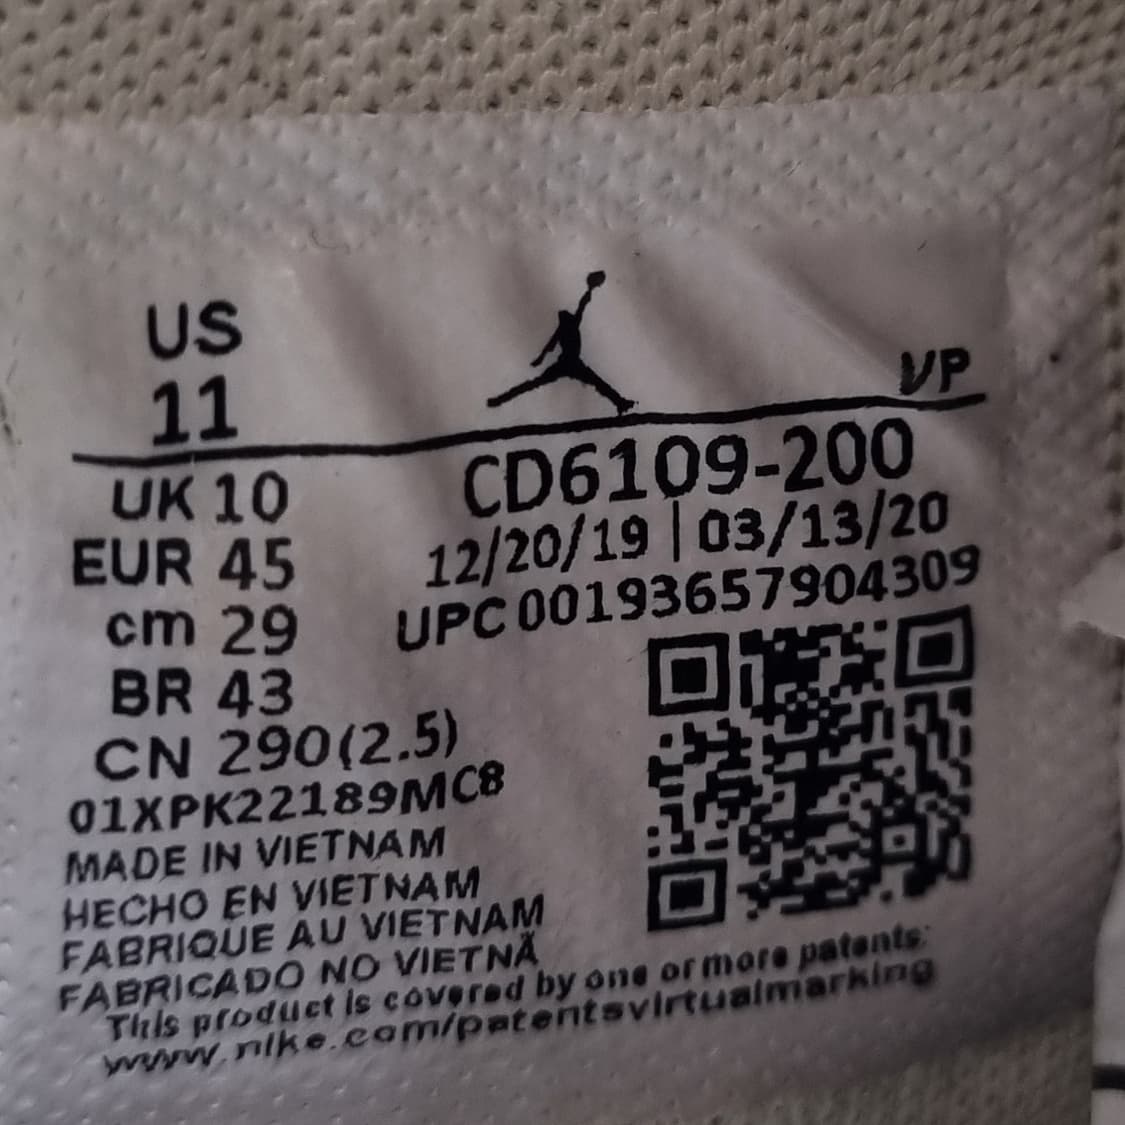 US
11
VP
UK 10
EUR 45
cm 29
BR 43
CN 290(2.5)
CD6109-200
12/20/19 | 03/13/20
UPC 00193657904309
01XPK22189MC8
MADE IN VIETNAM
HECHO EN VIETNAM
FABRIQUE AU VIETNAM
FABRICADO NO VIETNÃ
This product is covered by one or more patents:
www.nike.com/patentsvirtualmarking